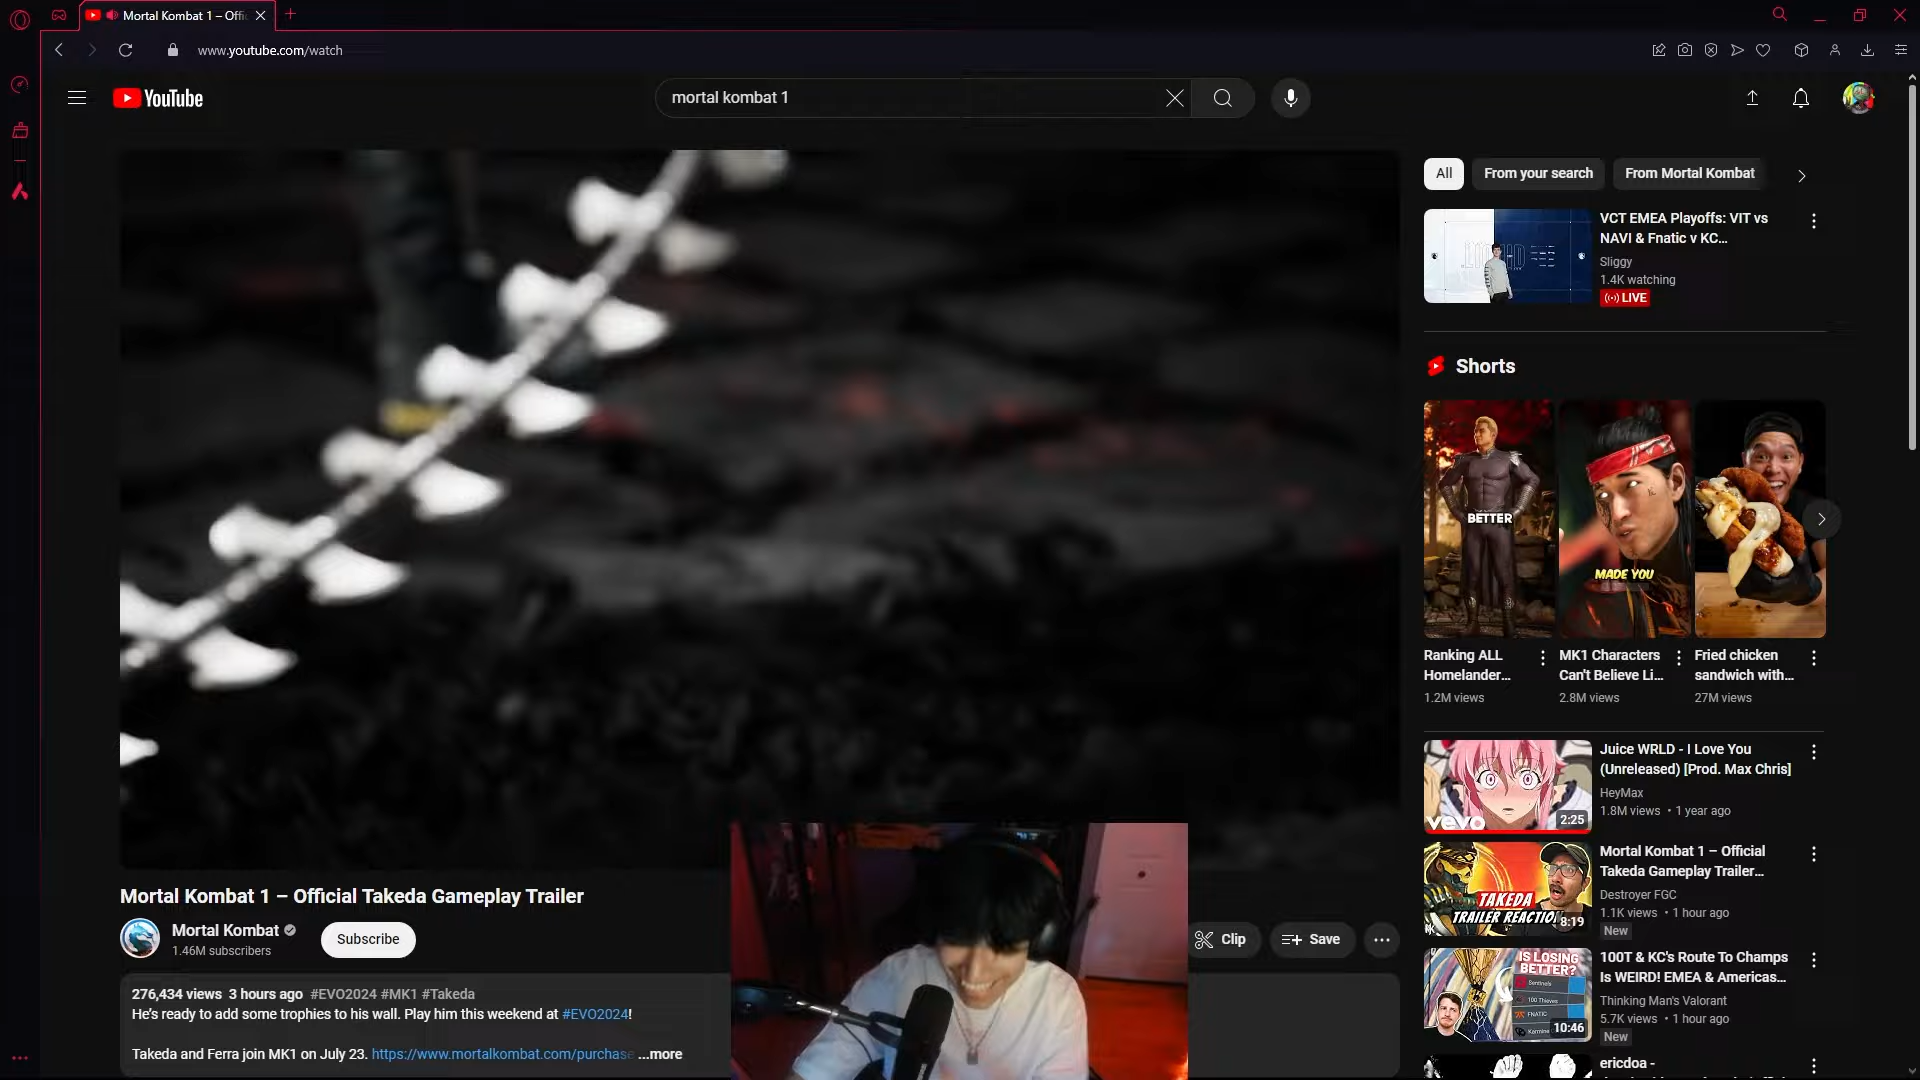 Mortal Kombat 1 – Offic
www.youtube.com/watch
YouTube
mortal kombat 1
All
From your search
From Mortal Kombat
VCT EMEA Playoffs: VIT vs
NAVI & Fnatic v KC...
Sliggy
1.4K watching
LIVE
Shorts
BETTER
MADE YOU
Ranking ALL
Homelander...
1.2M views
MK1 Characters
Can't Believe Li...
2.8M views
Fried chicken
sandwich with...
27M views
vevo
2:25
Juice WRLD - I Love You
(Unreleased) [Prod. Max Chris]
HeyMax
1.8M views • 1 year ago
TAKEDA
TRAILER REACTION
8:19
Mortal Kombat 1 – Official
Takeda Gameplay Trailer...
Destroyer FGC
1.1K views • 1 hour ago
New
IS LOSING
BETTER?
Sentinels
100 Thieves
FNATIC
Karmine
10:46
100T & KC's Route To Champs
Is WEIRD! EMEA & Americas...
Thinking Man's Valorant
5.7K views • 1 hour ago
New
ericdoa -
Mortal Kombat 1 – Official Takeda Gameplay Trailer
Mortal Kombat
1.46M subscribers
Subscribe
Clip
Save
276,434 views 3 hours ago #EVO2024 #MK1 #Takeda
He's ready to add some trophies to his wall. Play him this weekend at #EVO2024!
Takeda and Ferra join MK1 on July 23. https://www.mortalkombat.com/purchase ...more